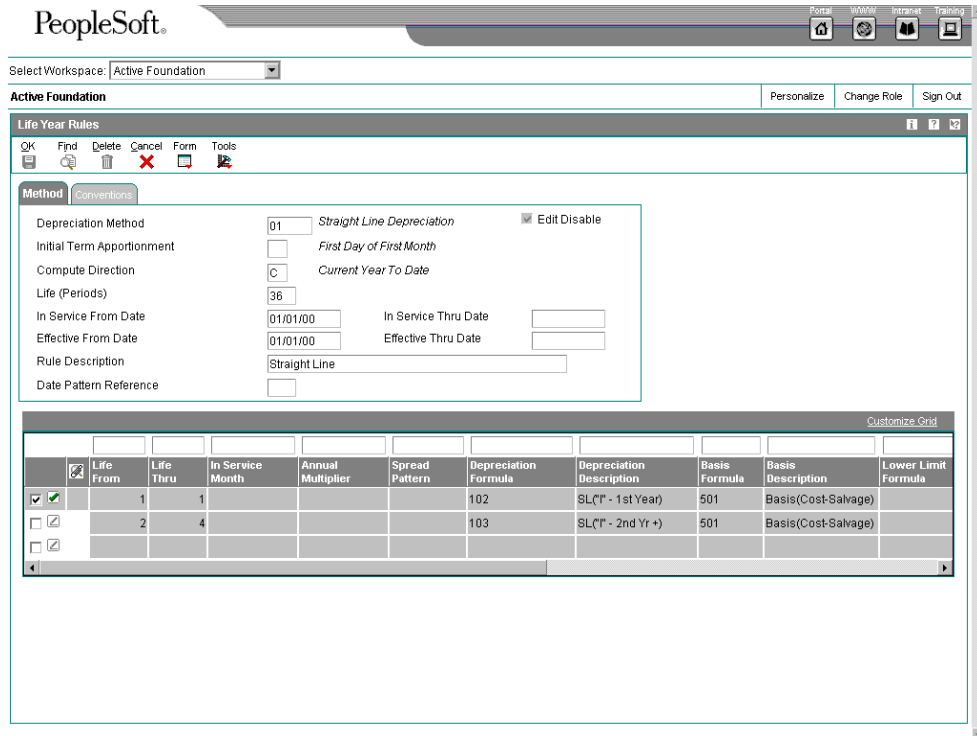 PeopleSoft®
Portal WWW Intranet Training
Select Workspace: Active Foundation
Active Foundation Personalize Change Role Sign Out
Life Year Rules
OK Find Delete Cancel Form Tools
Method Conventions
Depreciation Method 01 Straight Line Depreciation Edit Disable
Initial Term Apportionment First Day of First Month
Compute Direction C Current Year To Date
Life (Periods) 36
In Service From Date 01/01/00 In Service Thru Date
Effective From Date 01/01/00 Effective Thru Date
Rule Description Straight Line
Date Pattern Reference
Customize Grid
Life From Life Thru In Service Month Annual Multiplier Spread Pattern Depreciation Formula Depreciation Description Basis Formula Basis Description Lower Limit Formula
1 1 102 SL("I" - 1st Year) 501 Basis(Cost-Salvage)
2 4 103 SL("I" - 2nd Yr +) 501 Basis(Cost-Salvage)